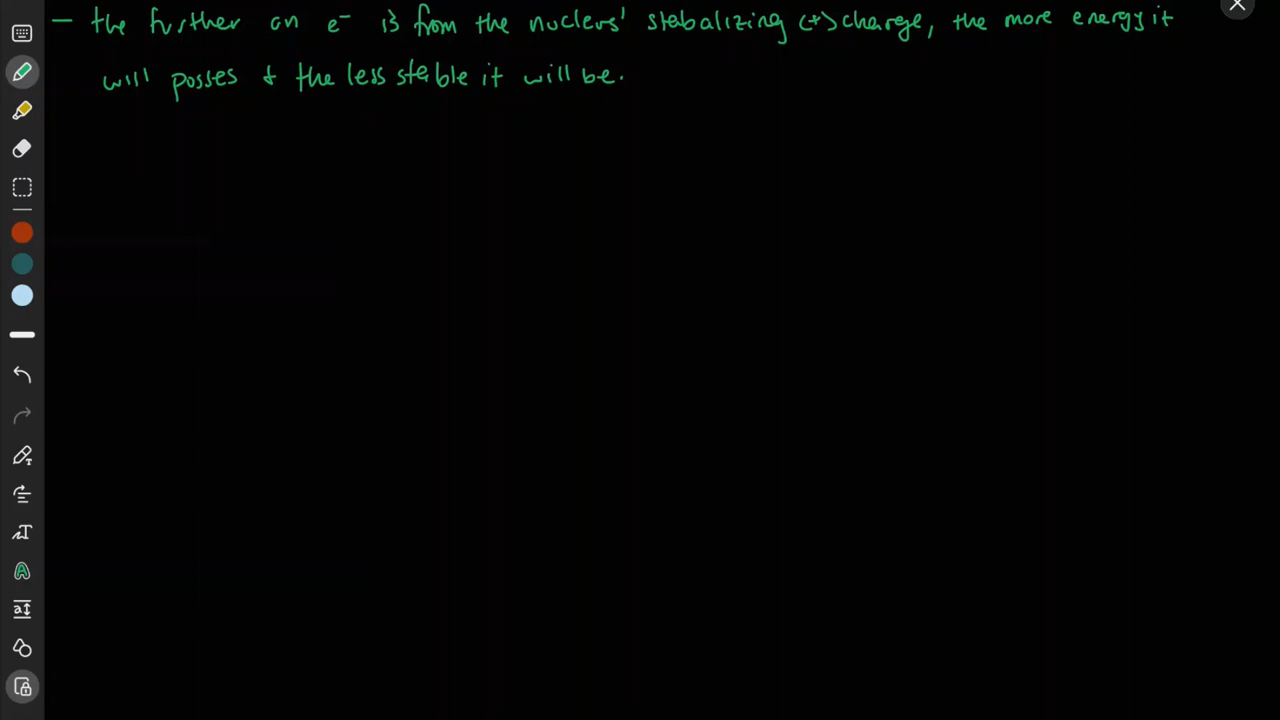 – the further an e⁻ is from the nucleus' stabalizing (+) charge, the more energy it
will posses & the less stable it will be.